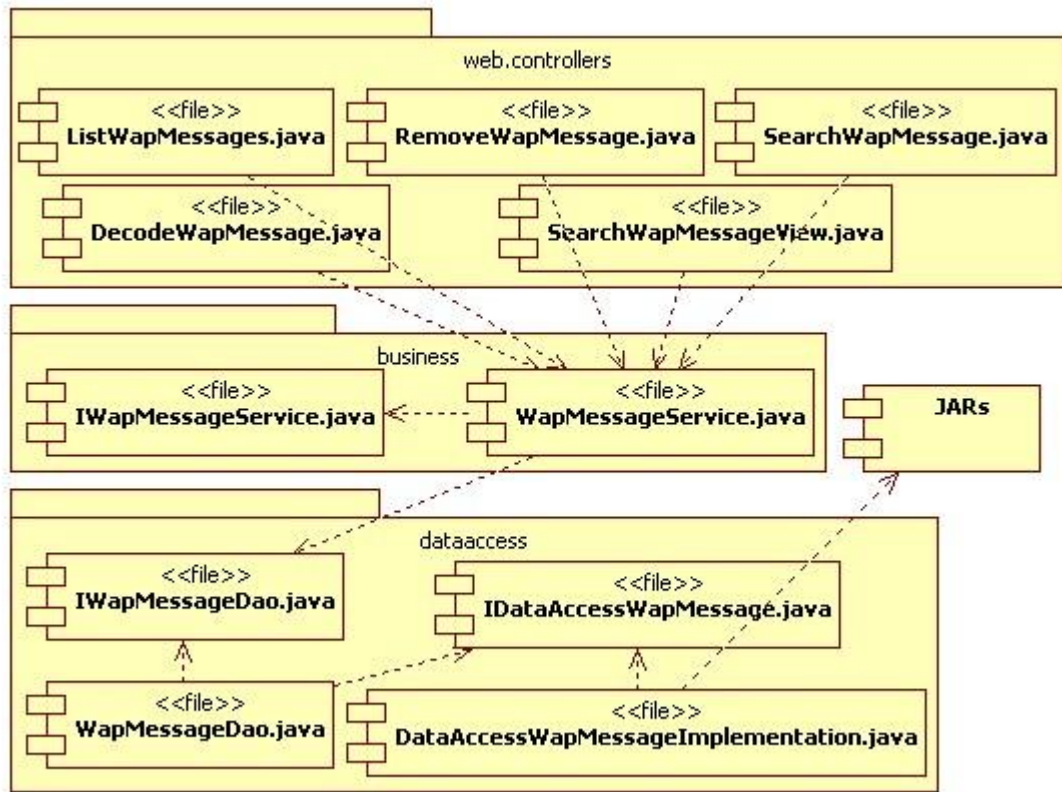 web.controllers
<<file>>
ListWapMessages.java
<<file>>
RemoveWapMessage.java
<<file>>
SearchWapMessage.java
<<file>>
DecodeWapMessage.java
<<file>>
SearchWapMessageView.java
business
<<file>>
IWapMessageService.java
<<file>>
WapMessageService.java
JARs
dataaccess
<<file>>
IWapMessageDao.java
<<file>>
IDataAccessWapMessage.java
<<file>>
WapMessageDao.java
<<file>>
DataAccessWapMessageImplementation.java